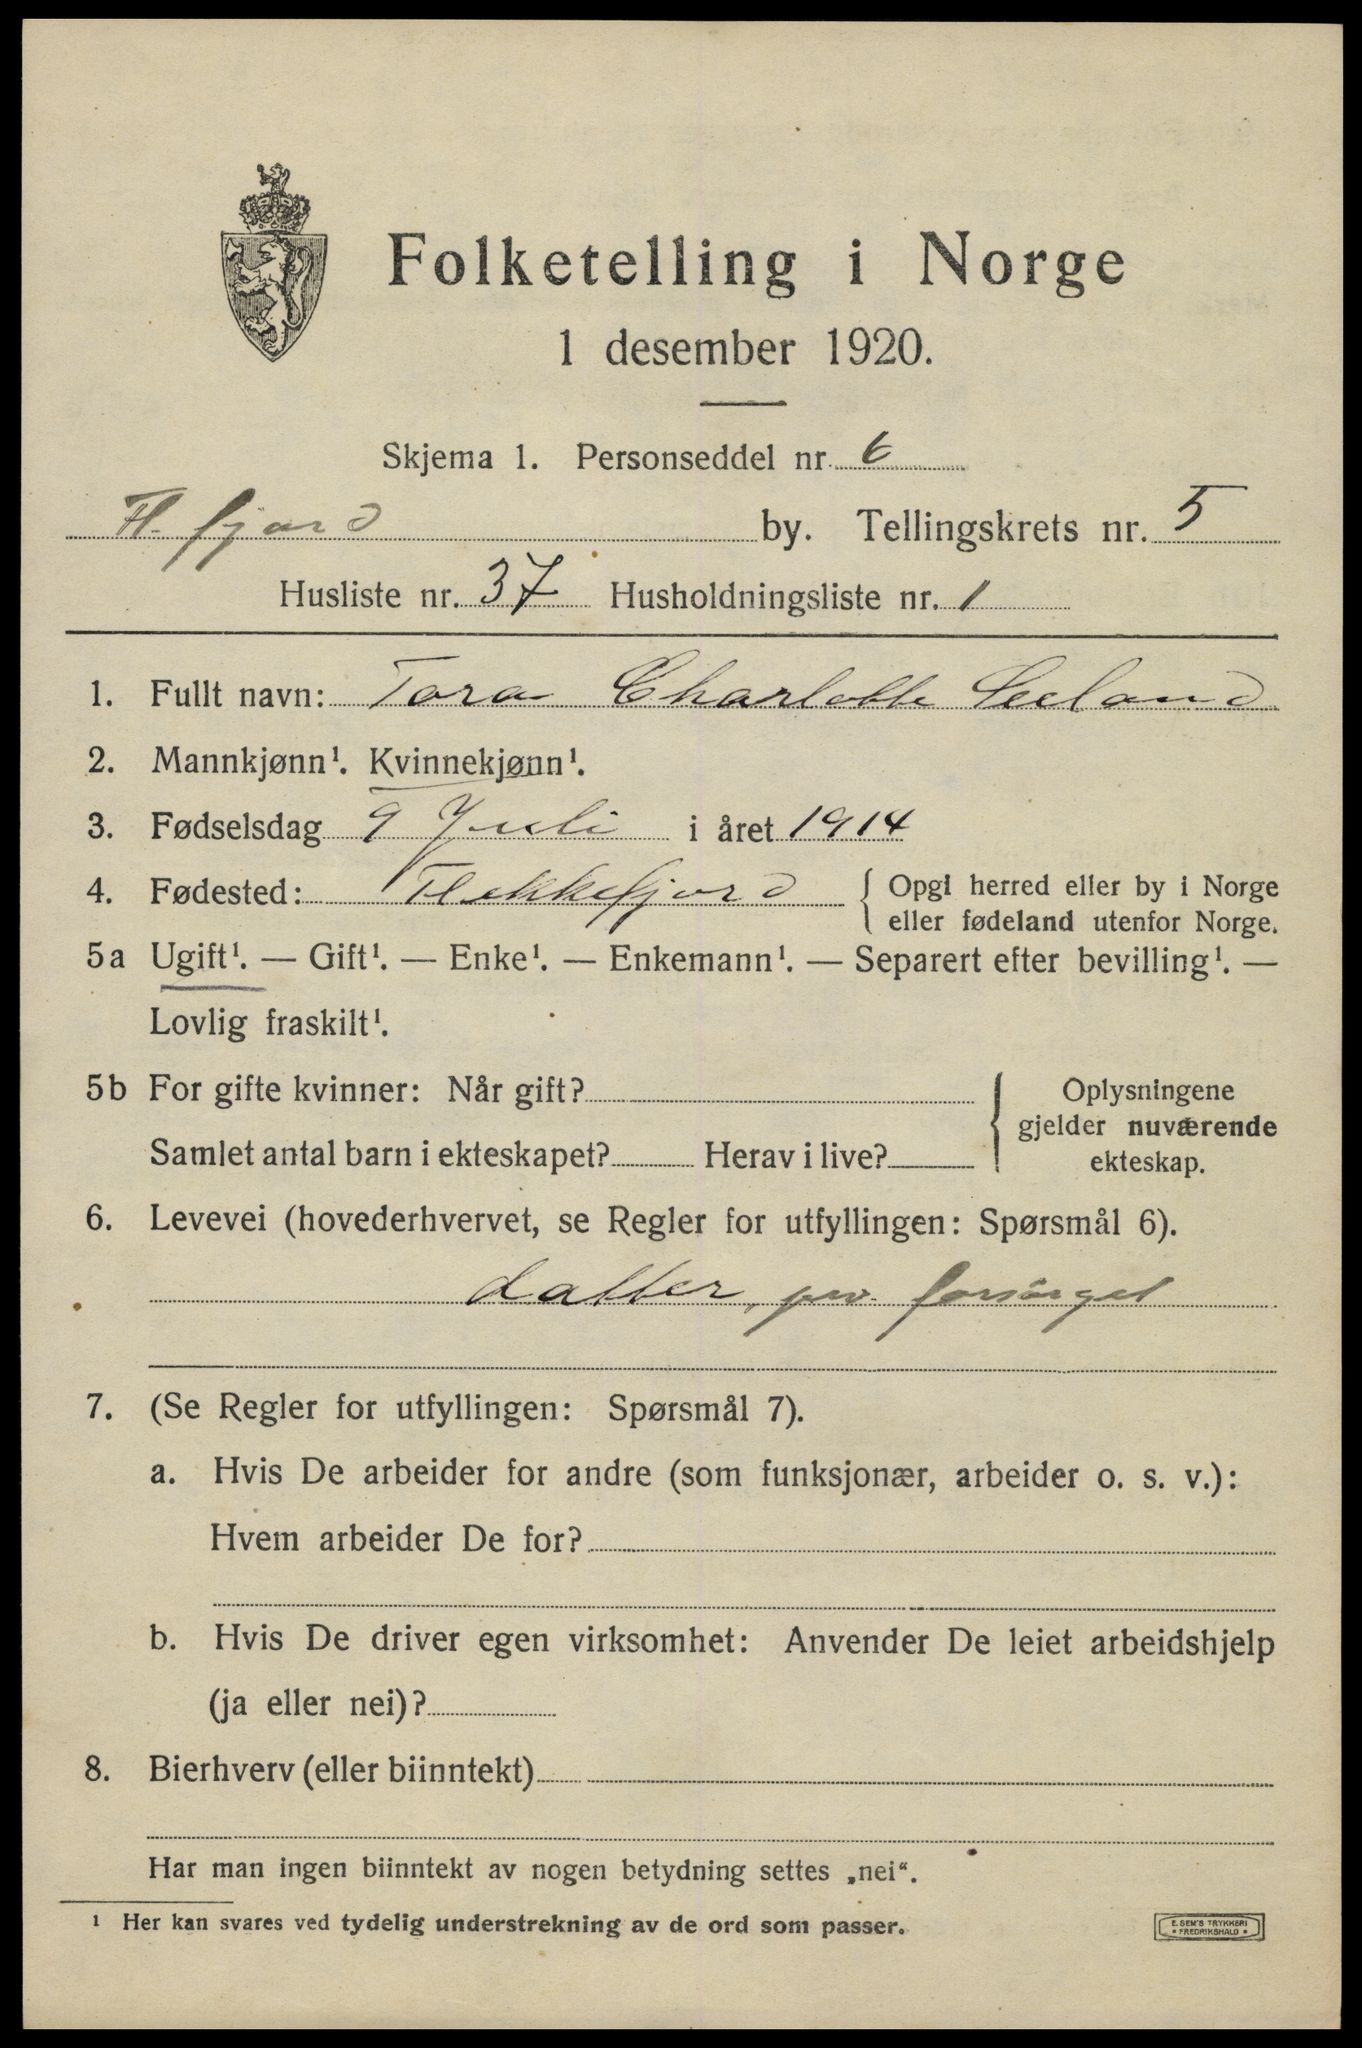 Folketelling i Norge
1 desember 1920.
Skjema 1. Personseddel nr. 6
Fl. fjord by. Tellingskrets nr. 5
Husliste nr. 37 Husholdningsliste nr. 1
1. Fullt navn: Tora Charlotte Seland
2. Mannkjønn¹. Kvinnekjønn¹.
3. Fødselsdag 9 Juli i året 1914
4. Fødested: Flekkefjord { Opgi herred eller by i Norge
eller fødeland utenfor Norge.
5a Ugift¹. — Gift¹. — Enke¹. — Enkemann¹. — Separert efter bevilling¹. —
Lovlig fraskilt¹.
5b For gifte kvinner: Når gift? { Oplysningene
gjelder nuværende
Samlet antal barn i ekteskapet? Herav i live? ekteskap.
6. Levevei (hovederhvervet, se Regler for utfyllingen: Spørsmål 6).
datter, prv. forsørget
7. (Se Regler for utfyllingen: Spørsmål 7).
a. Hvis De arbeider for andre (som funksjonær, arbeider o. s. v.):
Hvem arbeider De for?
b. Hvis De driver egen virksomhet: Anvender De leiet arbeidshjelp
(ja eller nei)?
8. Bierhverv (eller biinntekt)
Har man ingen biinntekt av nogen betydning settes „nei“.
¹ Her kan svares ved tydelig understrekning av de ord som passer.
E. SEM'S TRYKKERI
• FREDRIKSHALD •